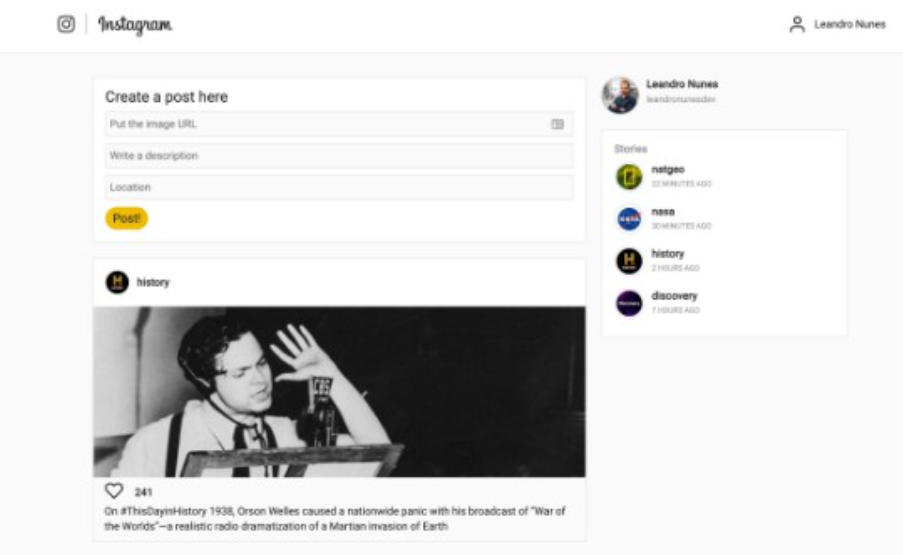 Instagram
Leandro Nunes
Create a post here
Put the image URL
Write a description
Location
Post!
history
CBS
241
On #ThisDayinHistory 1938, Orson Welles caused a nationwide panic with his broadcast of "War of
the Worlds"—a realistic radio dramatization of a Martian invasion of Earth
Leandro Nunes
leandronunesdev
Stories
natgeo
22 MINUTES AGO
nasa
30 MINUTES AGO
history
2 HOURS AGO
discovery
7 HOURS AGO